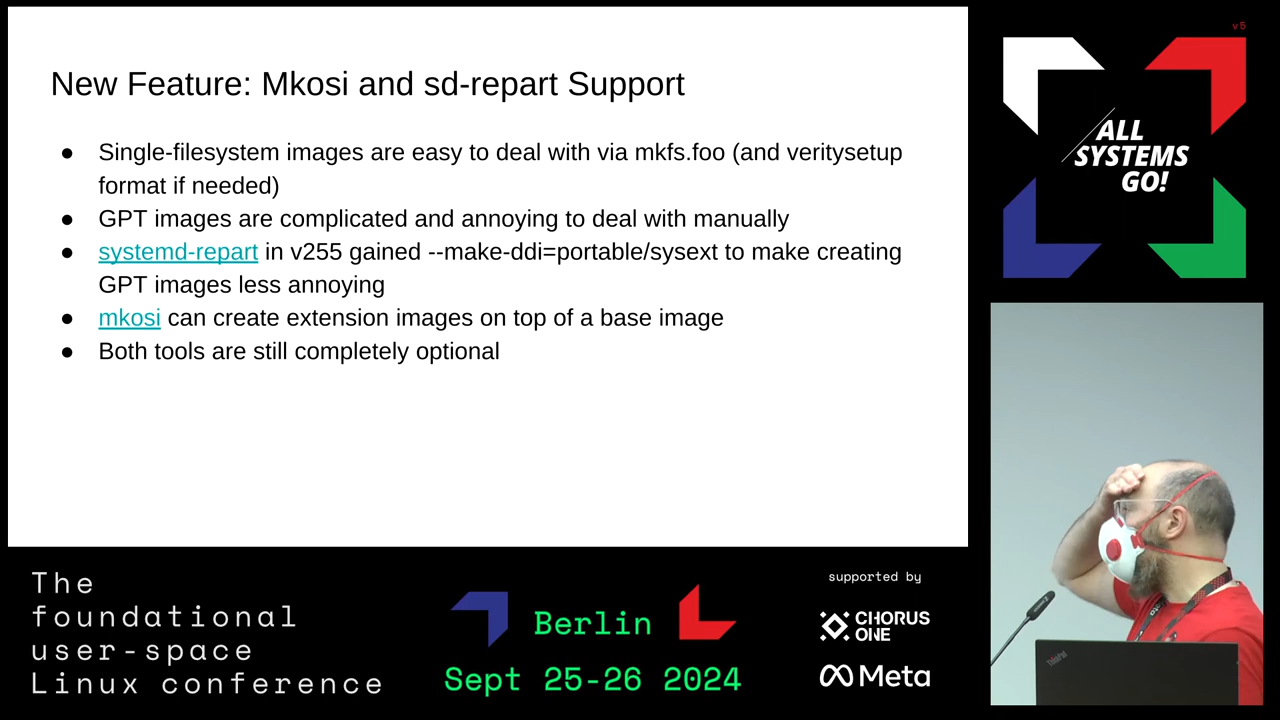 New Feature: Mkosi and sd-repart Support
● Single-filesystem images are easy to deal with via mkfs.foo (and veritysetup
format if needed)
● GPT images are complicated and annoying to deal with manually
● systemd-repart in v255 gained --make-ddi=portable/sysext to make creating
GPT images less annoying
● mkosi can create extension images on top of a base image
● Both tools are still completely optional
v5
ALL
SYSTEMS
GO!
The
foundational
user-space
Linux conference
Berlin
Sept 25-26 2024
supported by
CHORUS
ONE
Meta
ThinkPad